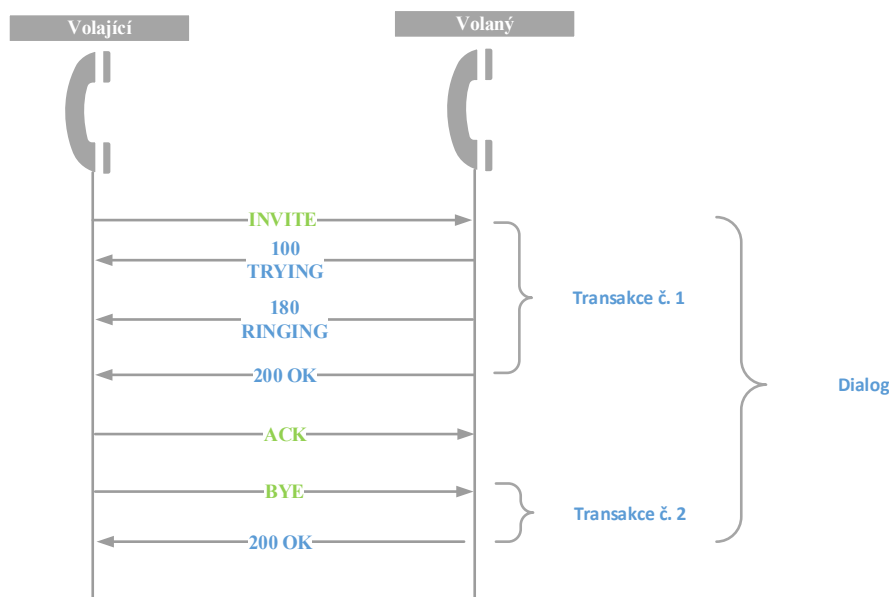 Volající
Volaný
INVITE
100
TRYING
180
RINGING
Transakce č. 1
200 OK
Dialog
ACK
BYE
Transakce č. 2
200 OK